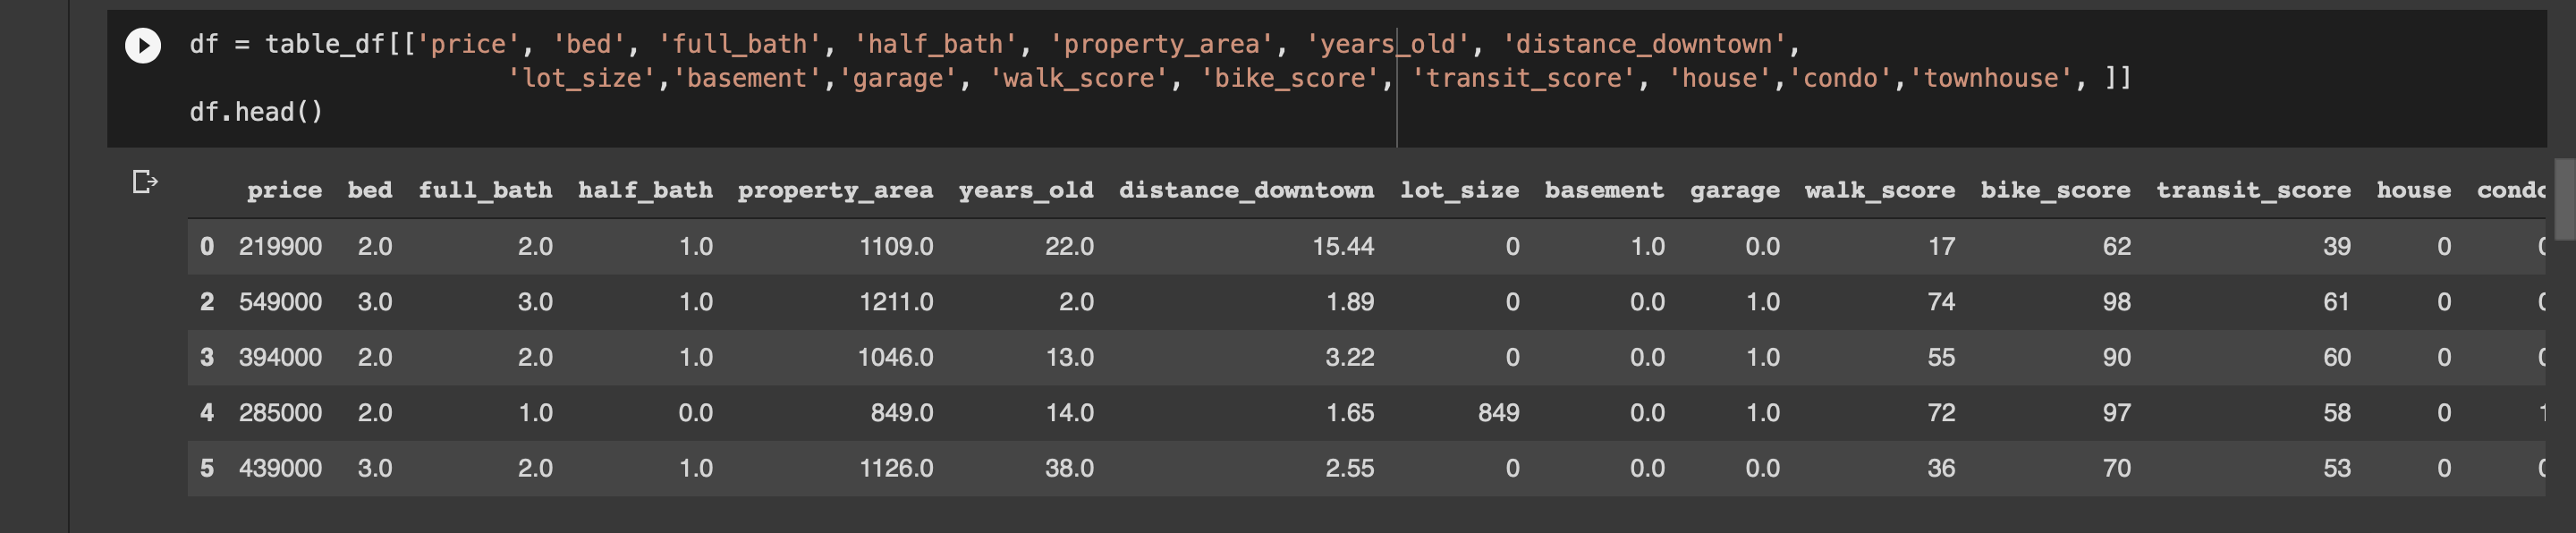 df = table_df[['price', 'bed', 'full_bath', 'half_bath', 'property_area', 'years_old', 'distance_downtown',
'lot_size','basement','garage', 'walk_score', 'bike_score', 'transit_score', 'house','condo','townhouse', ]]
df.head()
price bed full_bath half_bath property_area years_old distance_downtown lot_size basement garage walk_score bike_score transit_score house
0 219900 2.0 2.0 1.0 1109.0 22.0 15.44 0 1.0 0.0 17 62 39 0
2 549000 3.0 3.0 1.0 1211.0 2.0 1.89 0 0.0 1.0 74 98 61 0
3 394000 2.0 2.0 1.0 1046.0 13.0 3.22 0 0.0 1.0 55 90 60 0
4 285000 2.0 1.0 0.0 849.0 14.0 1.65 849 0.0 1.0 72 97 58 0
5 439000 3.0 2.0 1.0 1126.0 38.0 2.55 0 0.0 0.0 36 70 53 0